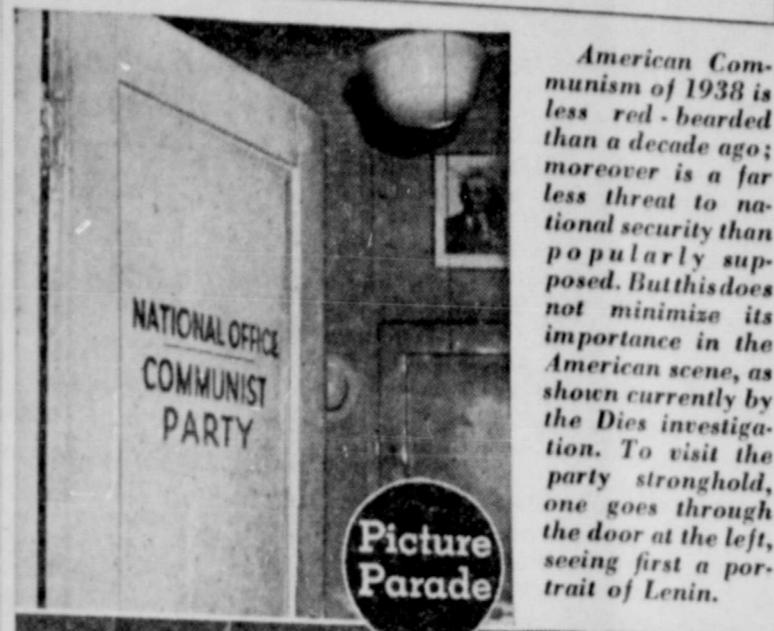 NATIONAL OFFICE
COMMUNIST
PARTY
Picture
Parade
American Com-
munism of 1938 is
less red - bearded
than a decade ago;
moreover is a far
less threat to na-
tional security than
popularly sup-
posed. But this does
not minimize its
importance in the
American scene, as
shown currently by
the Dies investiga-
tion. To visit the
party stronghold,
one goes through
the door at the left,
seeing first a por-
trait of Lenin.